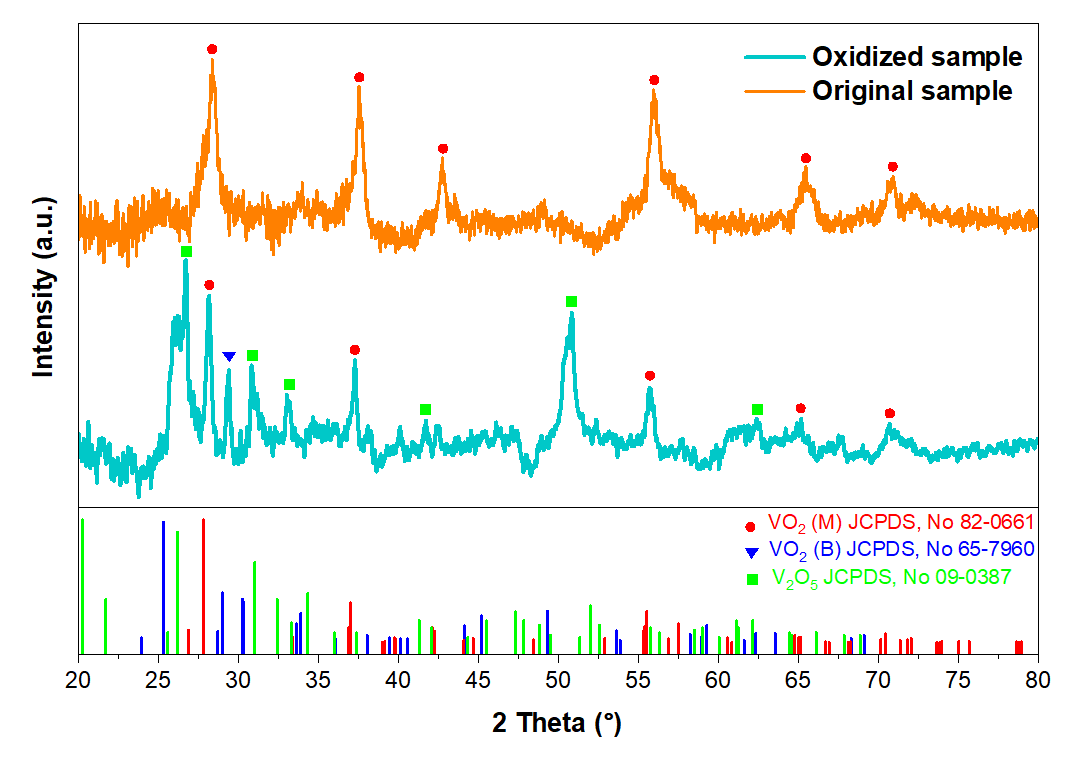 Oxidized sample
Original sample
Intensity (a.u.)
VO₂ (M) JCPDS, No 82-0661
VO₂ (B) JCPDS, No 65-7960
V₂O₅ JCPDS, No 09-0387
20 25 30 35 40 45 50 55 60 65 70 75 80
2 Theta (°)